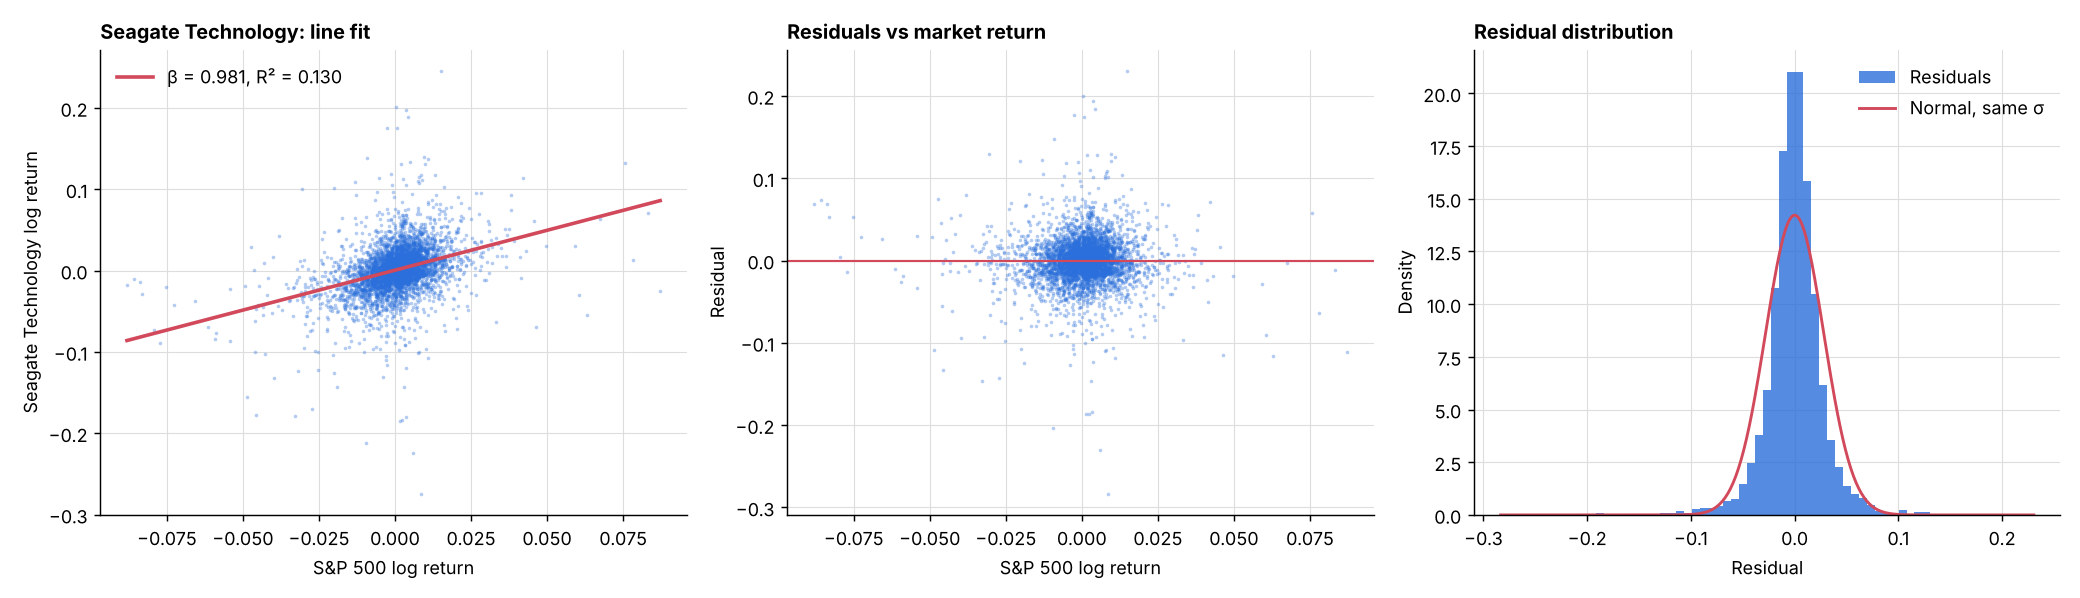 Seagate Technology: line fit
β = 0.981, R² = 0.130
Seagate Technology log return
0.2
0.1
0.0
−0.1
−0.2
−0.3
−0.075 −0.050 −0.025 0.000 0.025 0.050 0.075
S&P 500 log return
Residuals vs market return
Residual
0.2
0.1
0.0
−0.1
−0.2
−0.3
−0.075 −0.050 −0.025 0.000 0.025 0.050 0.075
S&P 500 log return
Residual distribution
Residuals
Normal, same σ
Density
20.0
17.5
15.0
12.5
10.0
7.5
5.0
2.5
0.0
−0.3 −0.2 −0.1 0.0 0.1 0.2
Residual